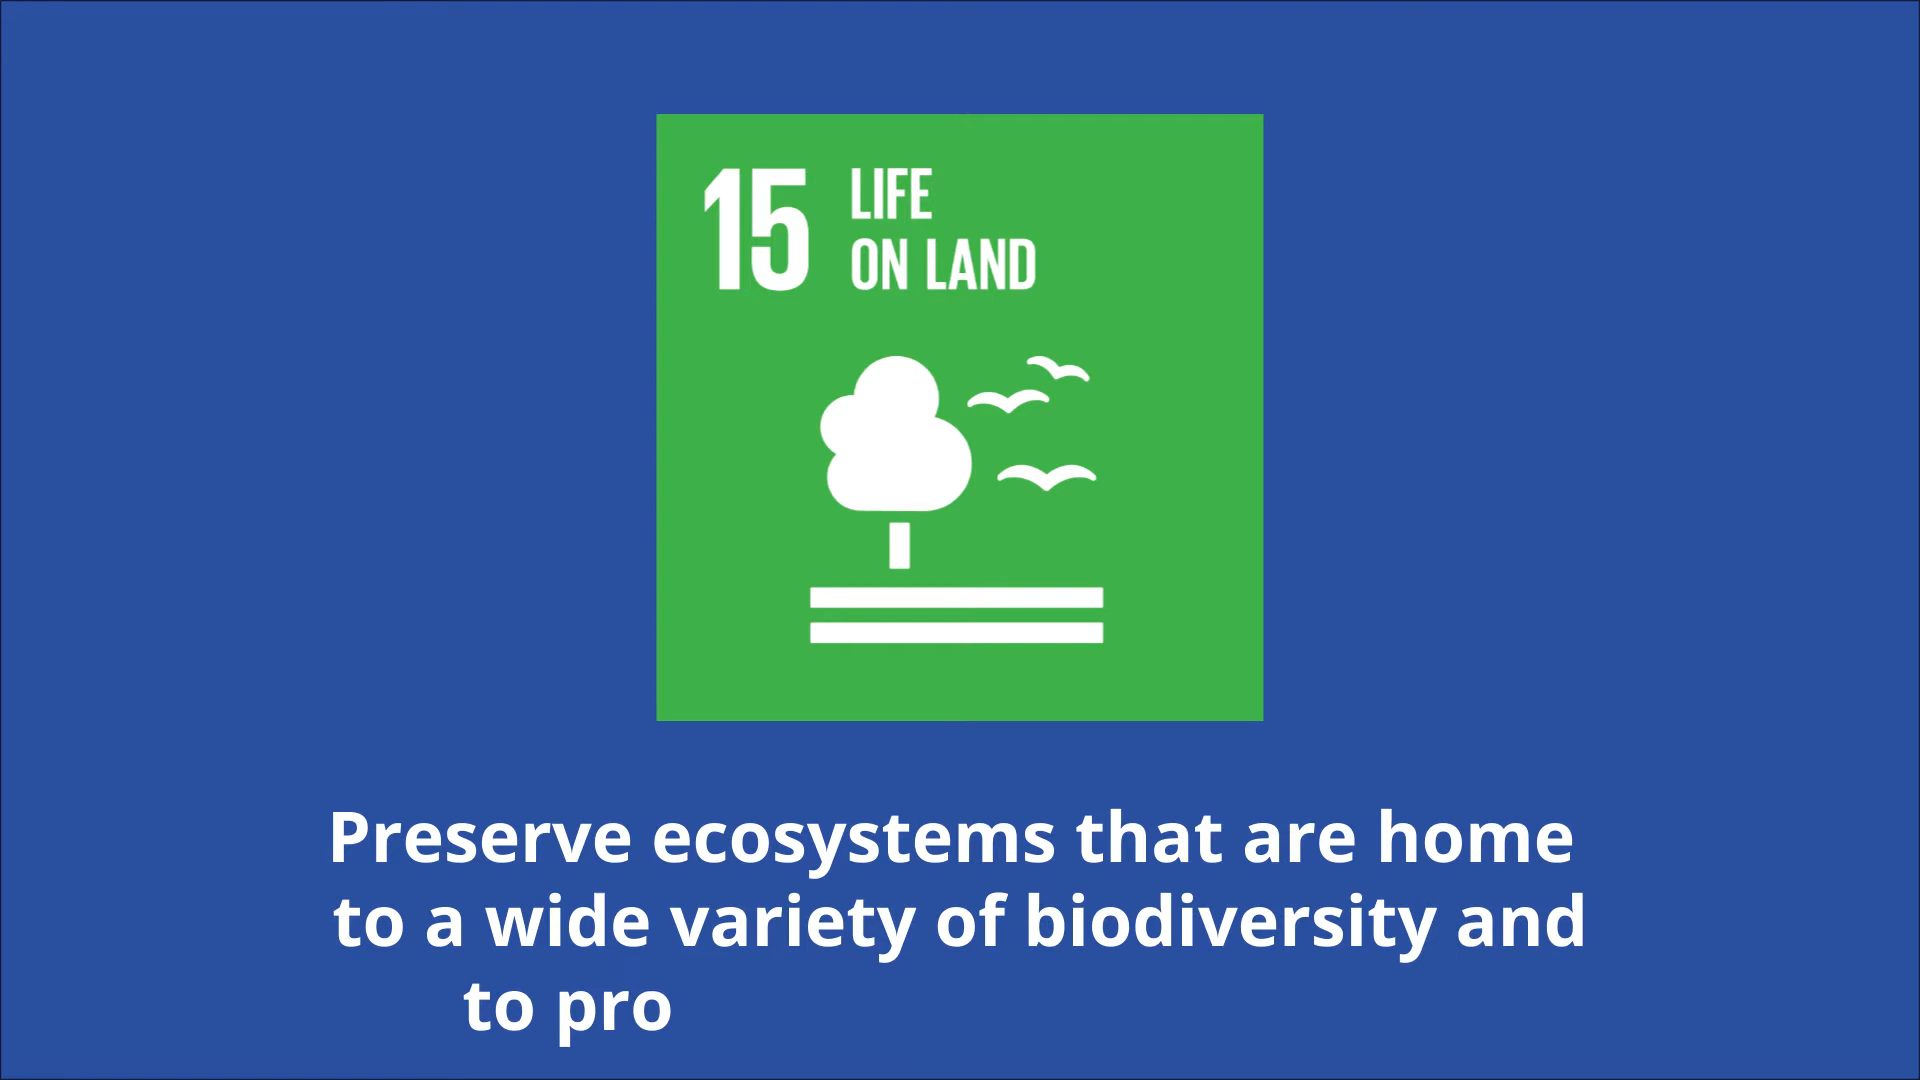 15
LIFE
ON LAND
Preserve ecosystems that are home
to a wide variety of biodiversity and
to pro